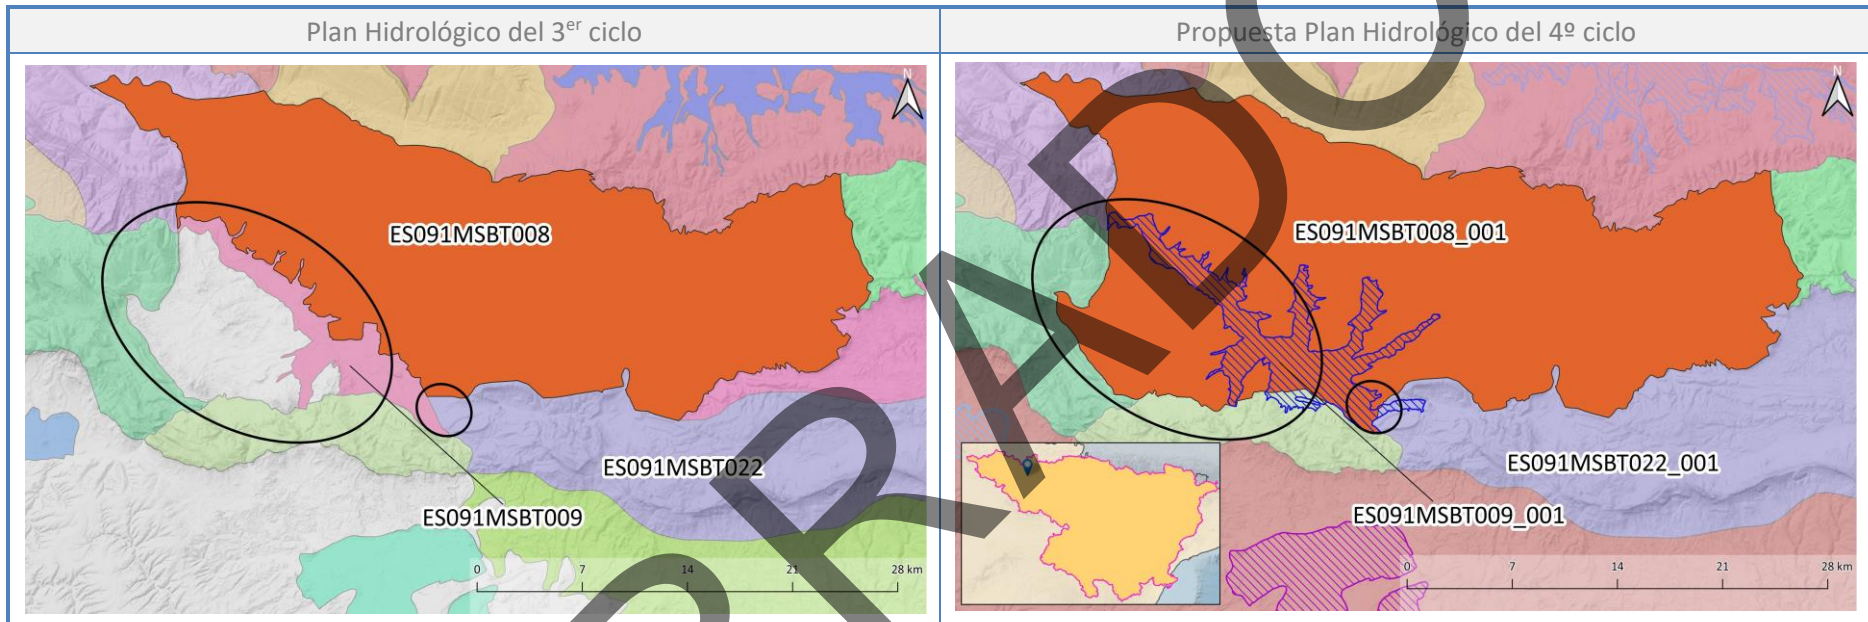 Plan Hidrológico del 3er ciclo
Propuesta Plan Hidrológico del 4º ciclo
N
ES091MSBT008
ES091MSBT022
ES091MSBT009
0 7 14 21 28 km
N
ES091MSBT008_001
ES091MSBT022_001
ES091MSBT009_001
0 7 14 21 28 km